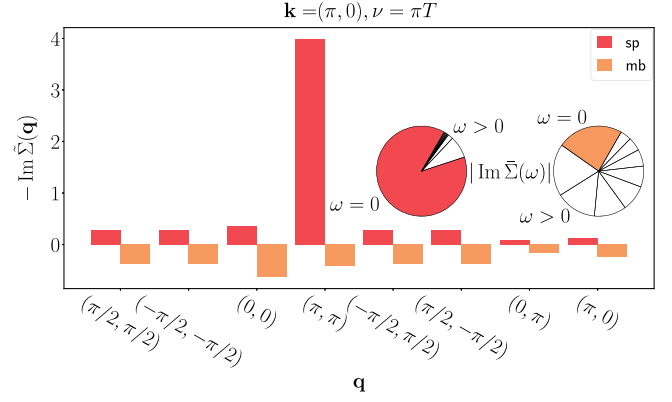 k =(π, 0), ν = πT
sp
mb
− Im Σ̃(q)
4
3
2
1
0
ω > 0
ω = 0
| Im Σ̄(ω)|
ω = 0
ω > 0
(π/2, π/2)
(−π/2, −π/2)
(0, 0)
(π, π)
(−π/2, π/2)
(π/2, −π/2)
(0, π)
(π, 0)
q